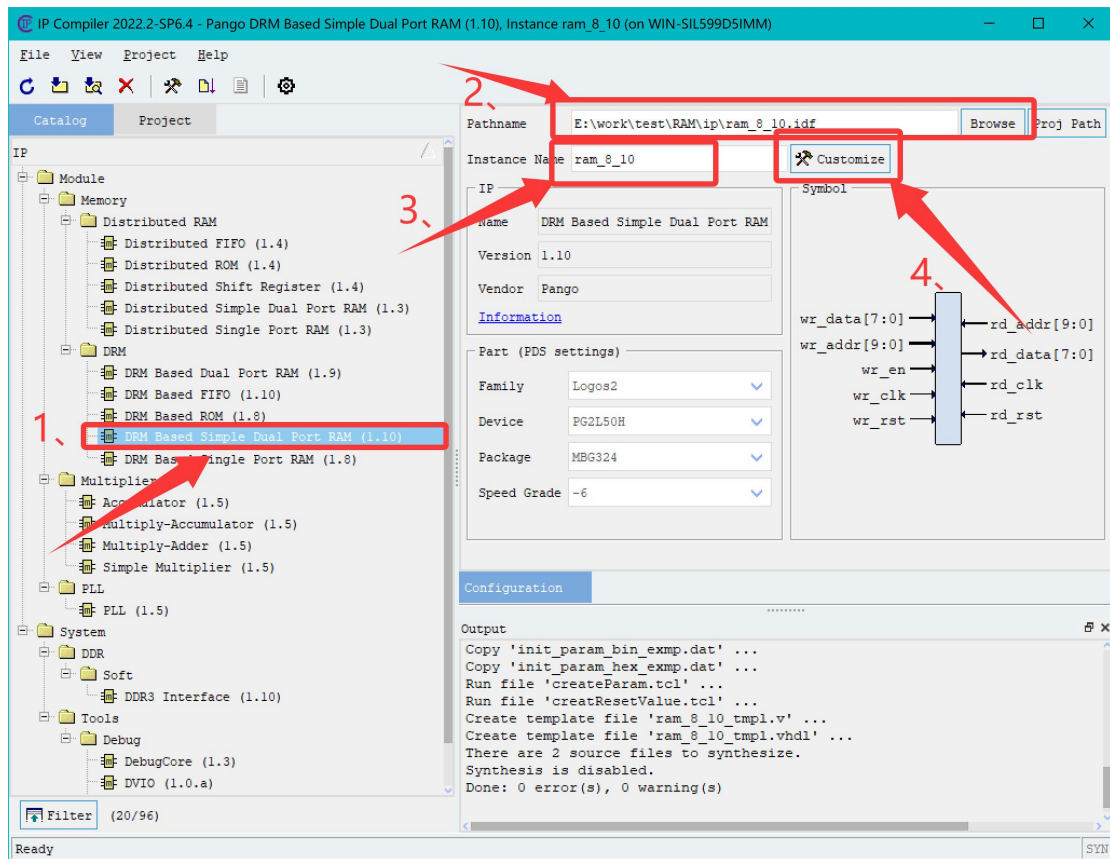 IP Compiler 2022.2-SP6.4 - Pango DRM Based Simple Dual Port RAM (1.10), Instance ram_8_10 (on WIN-SIL599D5IMM)
File View Project Help
Catalog Project
IP
Module
Memory
Distributed RAM
Distributed FIFO (1.4)
Distributed ROM (1.4)
Distributed Shift Register (1.4)
Distributed Simple Dual Port RAM (1.3)
Distributed Single Port RAM (1.3)
DRM
DRM Based Dual Port RAM (1.9)
DRM Based FIFO (1.10)
DRM Based ROM (1.8)
1、
DRM Based Simple Dual Port RAM (1.10)
DRM Based Single Port RAM (1.8)
Multiplier
Accumulator (1.5)
Multiply-Accumulator (1.5)
Multiply-Adder (1.5)
Simple Multiplier (1.5)
PLL
PLL (1.5)
System
DDR
Soft
DDR3 Interface (1.10)
Tools
Debug
DebugCore (1.3)
DVIO (1.0.a)
Filter (20/96)
2、
Pathname E:\work\test\RAM\ip\ram_8_10.idf Browse Proj Path
Instance Name ram_8_10 Customize
3、
IP
Name DRM Based Simple Dual Port RAM
Version 1.10
Vendor Pango
Information
Part (PDS settings)
Family Logos2
Device PG2L50H
Package MBG324
Speed Grade -6
Symbol
4、
wr_data[7:0] rd_addr[9:0]
wr_addr[9:0] rd_data[7:0]
wr_en rd_clk
wr_clk rd_rst
wr_rst
Configuration
Output
Copy 'init_param_bin_exmp.dat' ...
Copy 'init_param_hex_exmp.dat' ...
Run file 'createParam.tcl' ...
Run file 'creatResetValue.tcl' ...
Create template file 'ram_8_10_tmpl.v' ...
Create template file 'ram_8_10_tmpl.vhdl' ...
There are 2 source files to synthesize.
Synthesis is disabled.
Done: 0 error(s), 0 warning(s)
Ready SYN